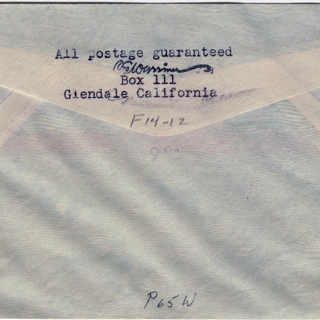 All postage guaranteed
Box 111
Glendale California
F14-12
P65W